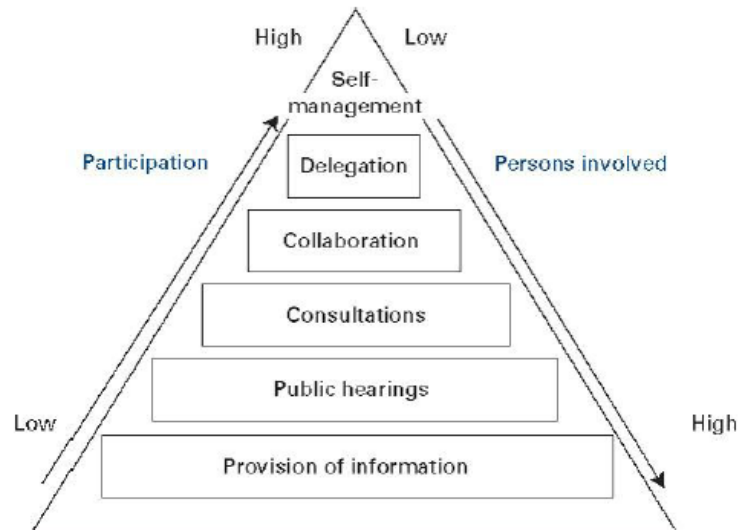 High
Low
Self-
management
Participation
Delegation
Persons involved
Collaboration
Consultations
Public hearings
Low
High
Provision of information